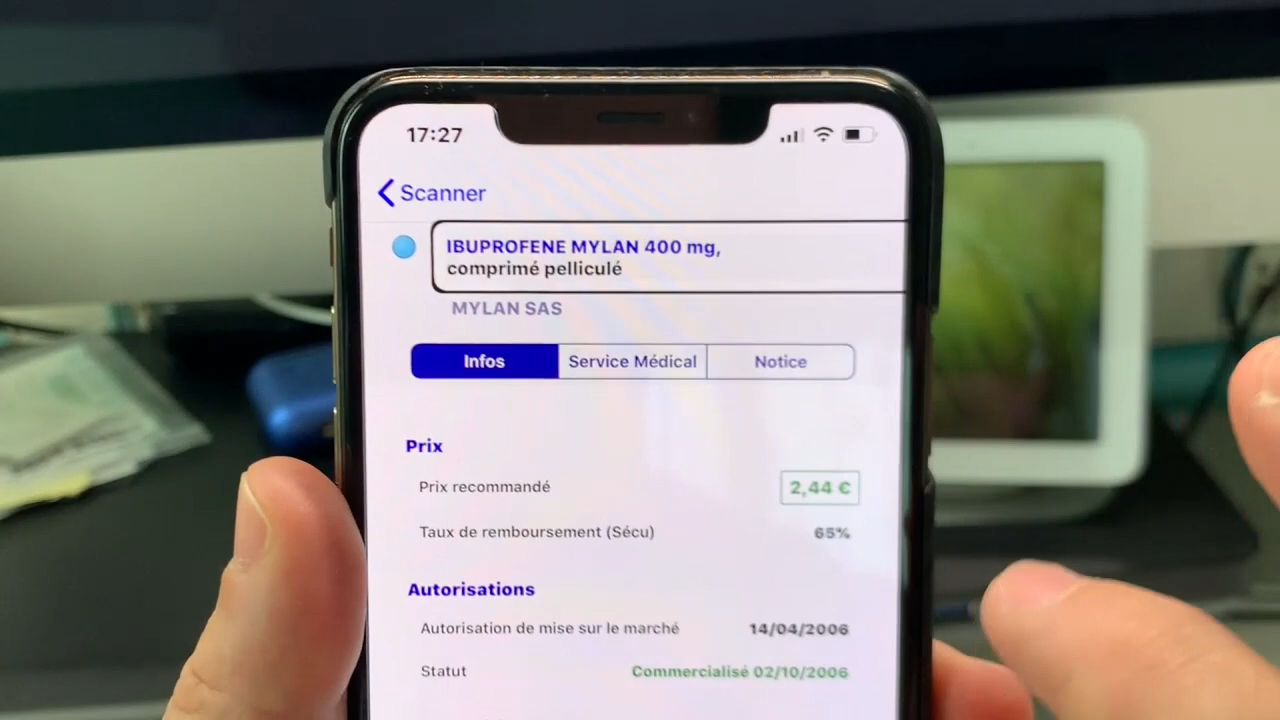 17:27
Scanner
IBUPROFENE MYLAN 400 mg,
comprimé pelliculé
MYLAN SAS
Infos
Service Médical
Notice
Prix
Prix recommandé
2,44 €
Taux de remboursement (Sécu)
65%
Autorisations
Autorisation de mise sur le marché
14/04/2006
Statut
Commercialisé 02/10/2006